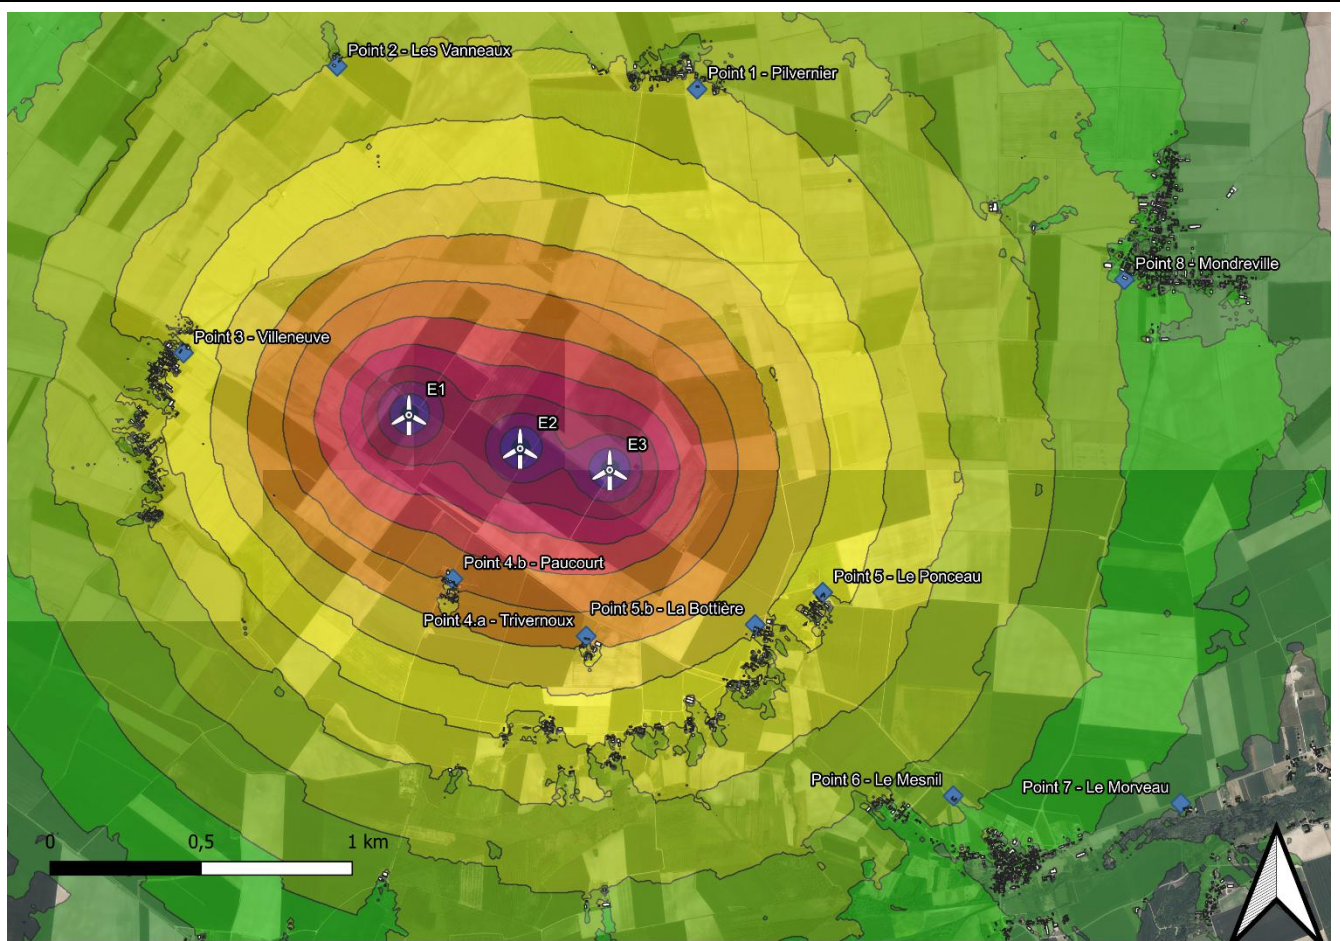 Point 2 - Les Vanneaux
Point 1 - Pilvernier
Point 8 - Mondreville
Point 3 - Villeneuve
E1
E2
E3
Point 4.b - Paucourt
Point 5 - Le Ponceau
Point 5.b - La Bottière
Point 4.a - Trivernoux
Point 6 - Le Mesnil
Point 7 - Le Morveau
0 0,5 1 km